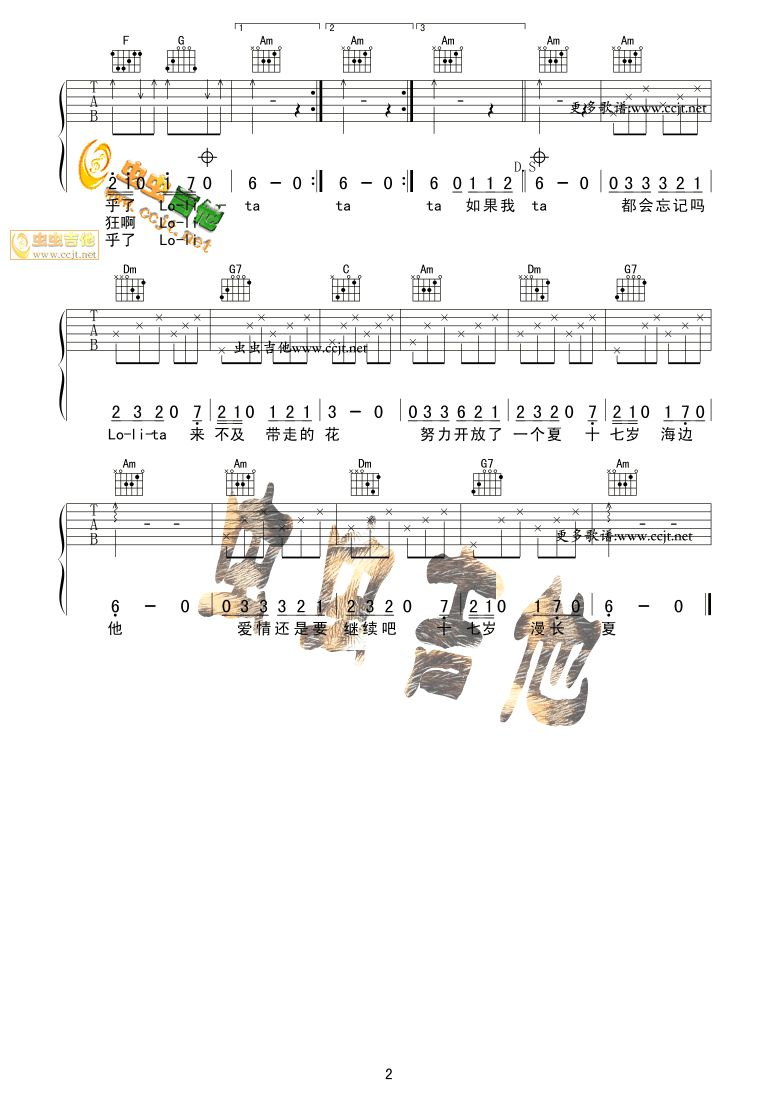 1 2 3
F G Am Am Am Am Am
T A B
更多歌谱:www.ccjt.net
虫虫吉他
www.ccjt.net
D.S
2 1 0 1 7 0 6 - 0 6 - 0 6 0 1 1 2 6 - 0 0 3 3 3 2 1
乎了 Lo-li- ta ta ta 如果我 ta 都会忘记吗
狂啊 Lo-li
乎了 Lo-li
虫虫吉他
www.ccjt.net
Dm G7 C Am Dm G7
T A B
虫虫吉他www.ccjt.net
2 3 2 0 7 2 1 0 1 2 1 3 - 0 0 3 3 6 2 1 2 3 2 0 7 2 1 0 1 7 0
Lo-li-ta 来 不及 带走的 花 努力开放了 一个夏 十 七岁 海边
Am Am Dm G7 Am
T A B
更多歌谱:www.ccjt.net
6 - 0 0 3 3 3 2 1 2 3 2 0 7 2 1 0 1 7 0 6 - 0
他 爱情还是要 继续吧 十 七岁 漫长 夏
虫虫吉他
2